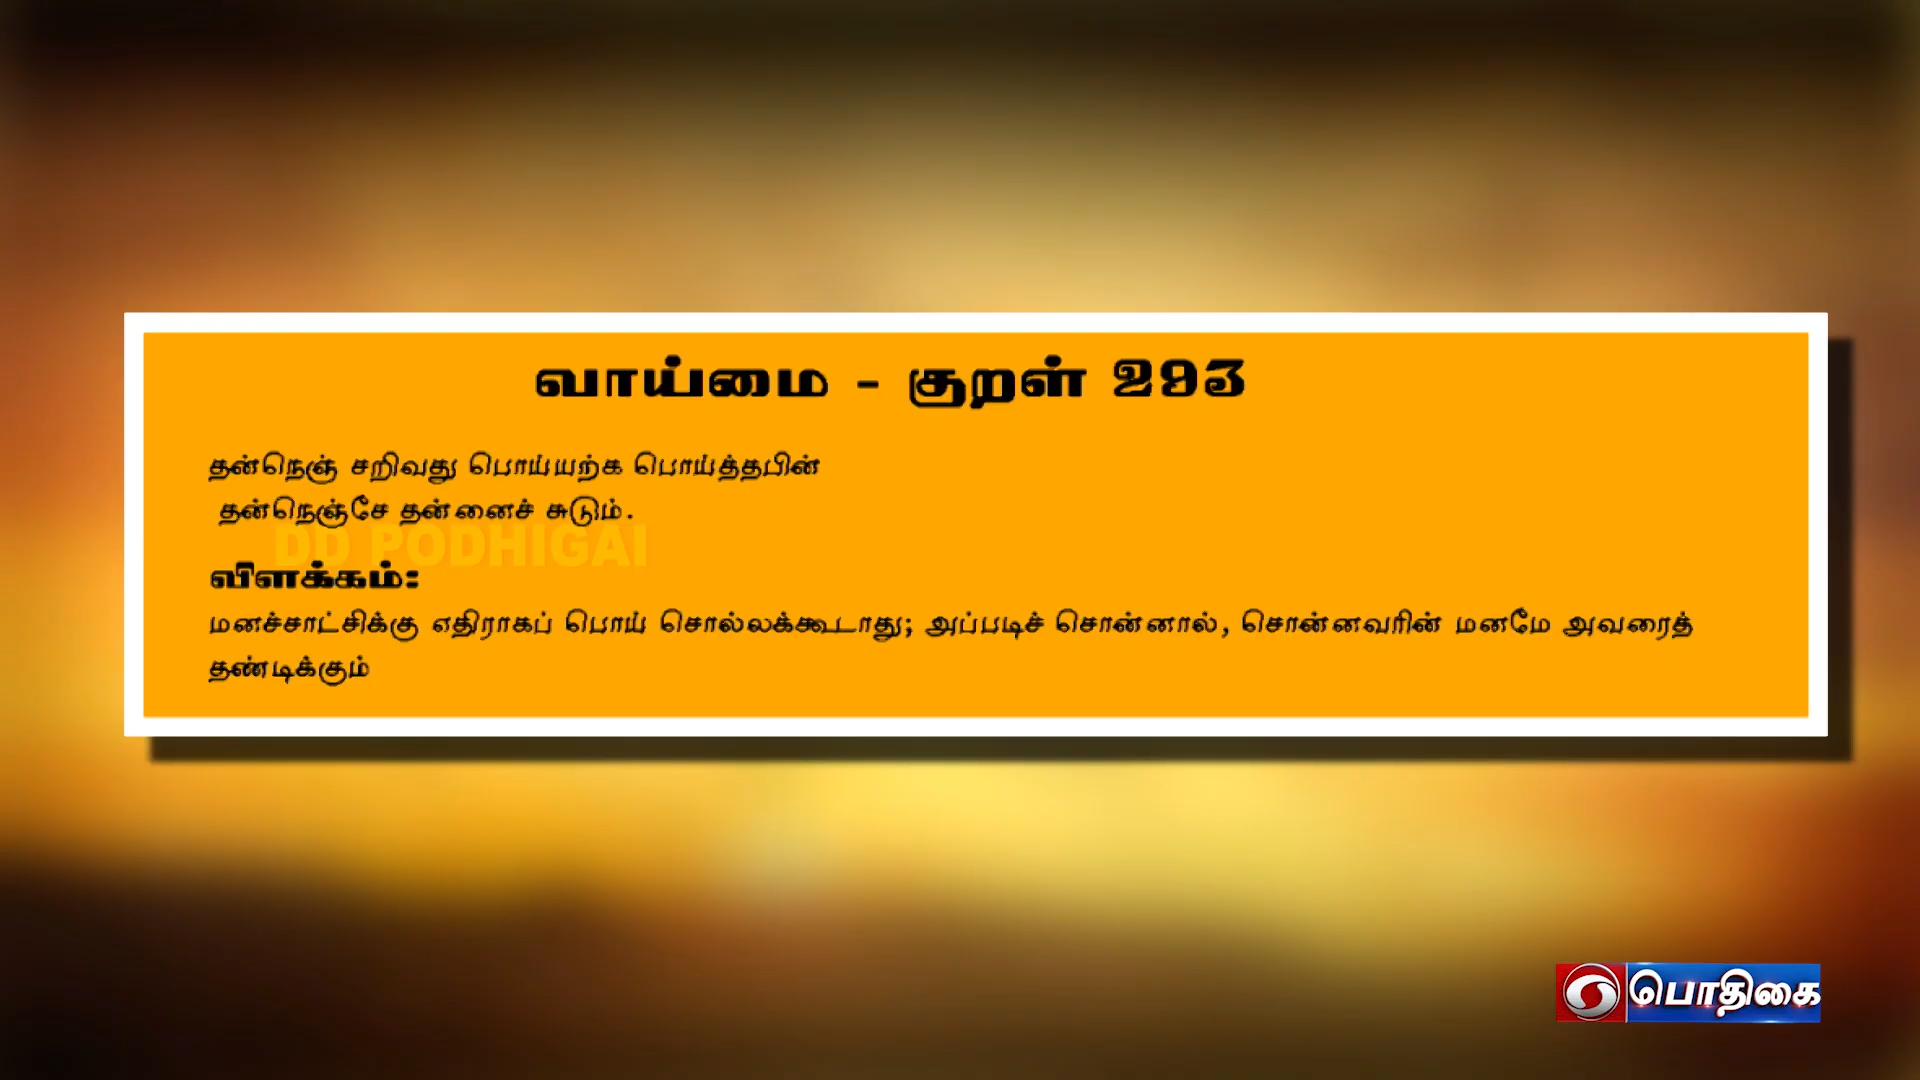 வாய்மை - குறள் 293
தன்நெஞ் சறிவது பொய்யற்க பொய்த்தபின்
தன்நெஞ்சே தன்னைச் சுடும்.
DD PODHIGAI
விளக்கம்:
மனச்சாட்சிக்கு எதிராகப் பொய் சொல்லக்கூடாது; அப்படிச் சொன்னால், சொன்னவரின் மனமே அவரைத்
தண்டிக்கும்
பொதிகை